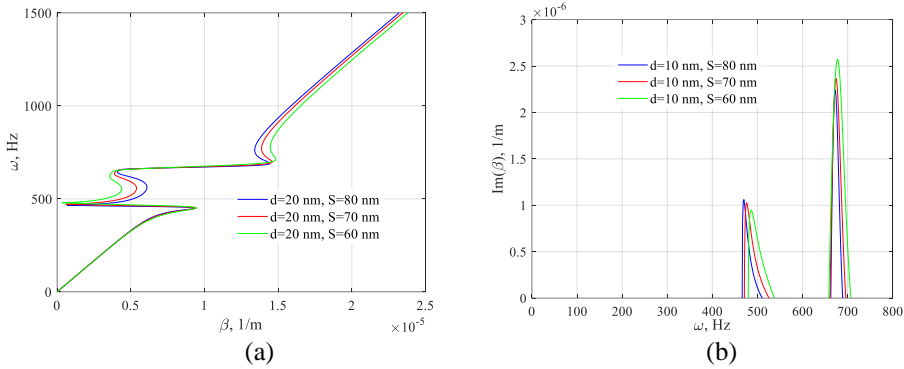 1500
1000
500
0
ω, Hz
d=20 nm, S=80 nm
d=20 nm, S=70 nm
d=20 nm, S=60 nm
0 0.5 1 1.5 2 2.5
β, 1/m
×10⁻⁵
(a)
×10⁻⁶
3
2.5
2
1.5
1
0.5
0
Im(β), 1/m
d=10 nm, S=80 nm
d=10 nm, S=70 nm
d=10 nm, S=60 nm
0 100 200 300 400 500 600 700 800
ω, Hz
(b)